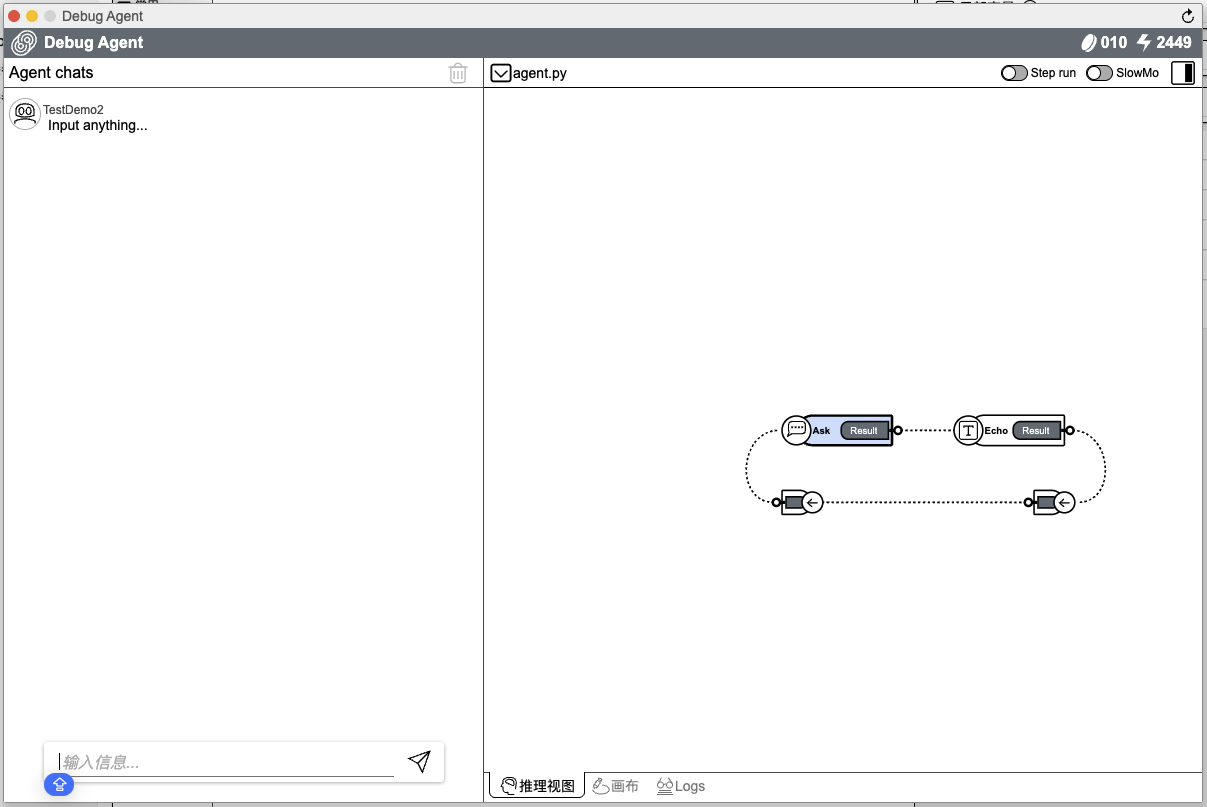 Debug Agent
Debug Agent
010
2449
Agent chats
agent.py
Step run
SlowMo
TestDemo2
Input anything...
Ask
Result
Echo
Result
输入信息...
推理视图
画布
Logs